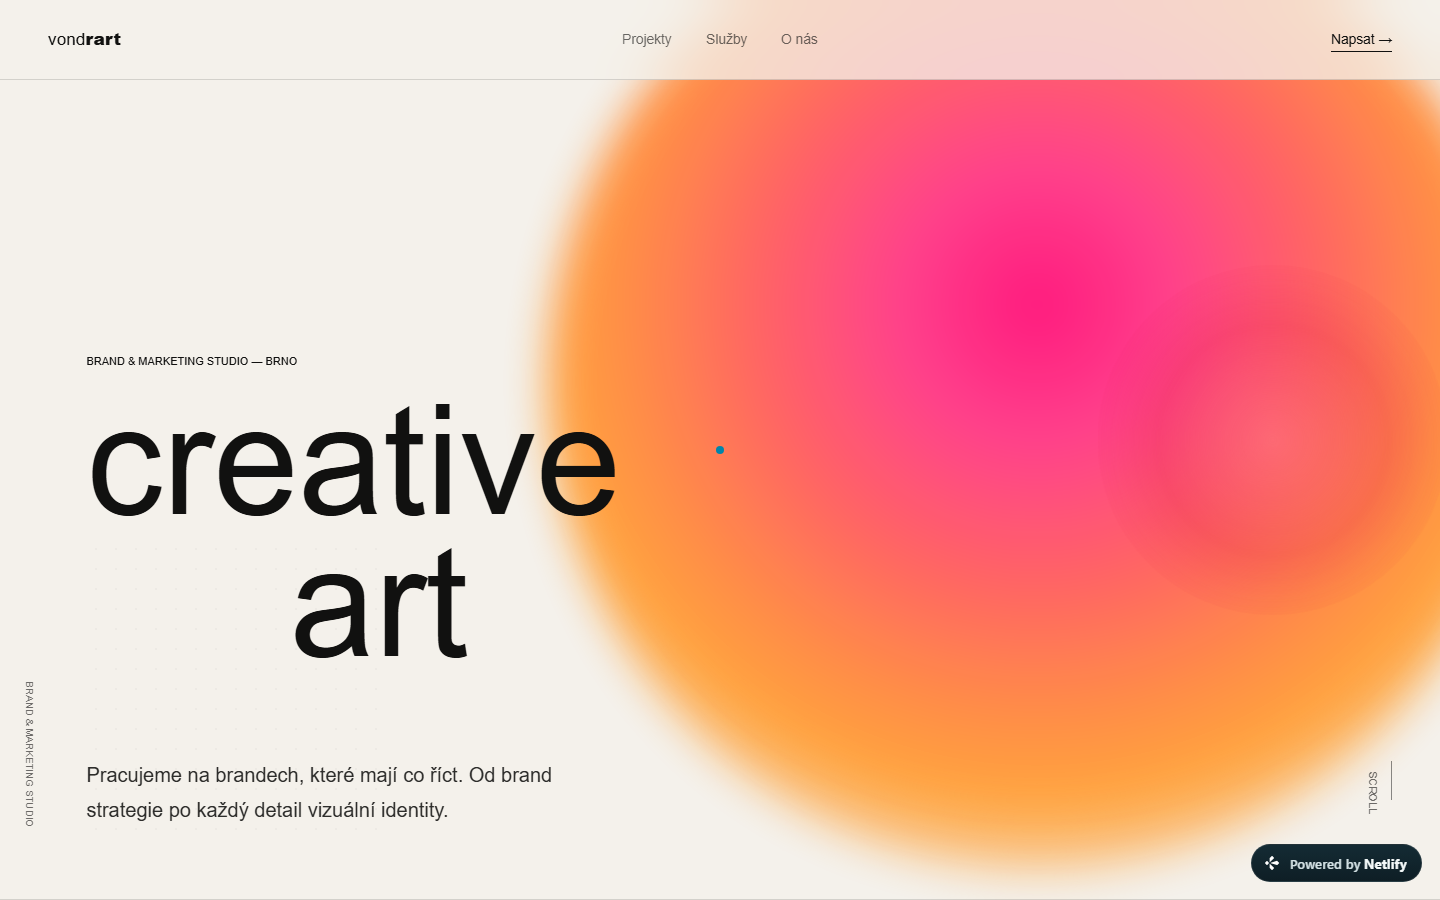 vondrart
Projekty
Služby
O nás
Napsat →
BRAND & MARKETING STUDIO — BRNO
creative
art
BRAND & MARKETING STUDIO
Pracujeme na brandech, které mají co říct. Od brand
strategie po každý detail vizuální identity.
SCROLL
Powered by Netlify